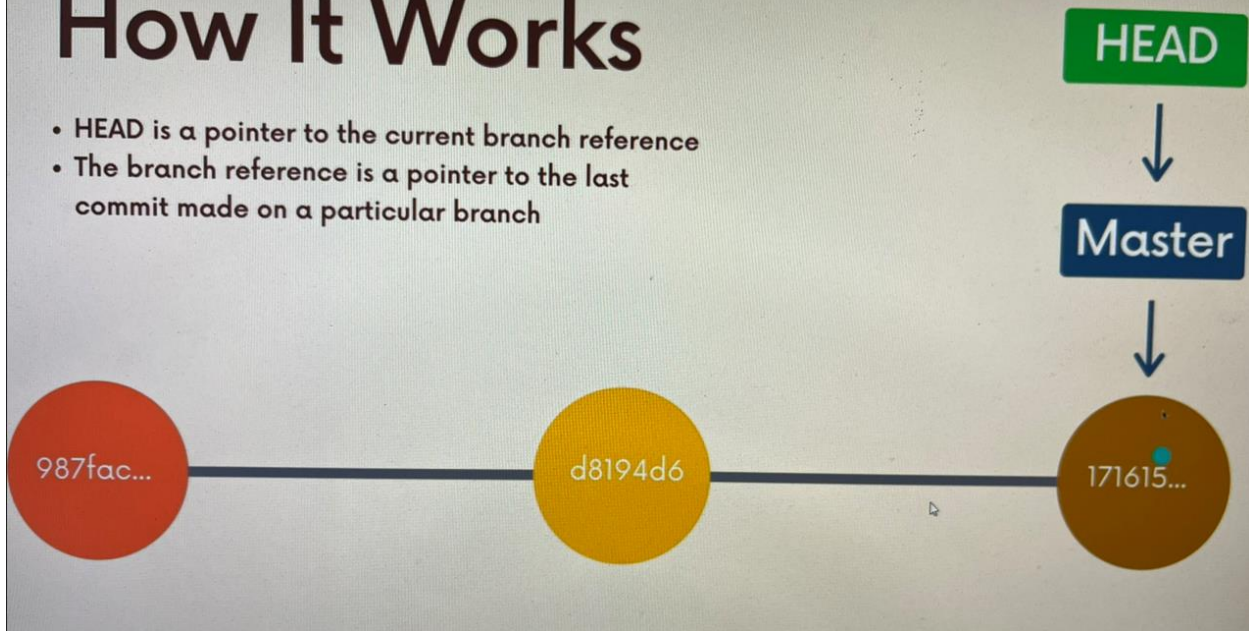 How It Works
• HEAD is a pointer to the current branch reference
• The branch reference is a pointer to the last
commit made on a particular branch
HEAD
Master
987fac...
d8194d6
171615...